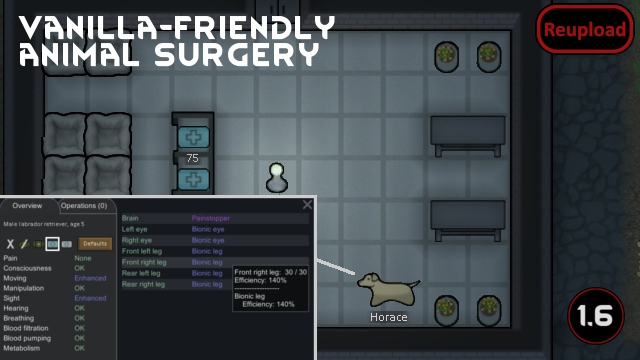 VANILLA-FRIENDLY
ANIMAL SURGERY
Reupload
75
Overview
Operations (0)
Male labrador retriever, age 5
Defaults
Pain None
Consciousness OK
Moving Enhanced
Manipulation OK
Sight Enhanced
Hearing OK
Breathing OK
Blood filtration OK
Blood pumping OK
Metabolism OK
Brain Painstopper
Left eye Bionic eye
Right eye Bionic eye
Front left leg Bionic leg
Front right leg Bionic leg
Rear left leg Bionic leg
Rear right leg Bionic leg
Front right leg: 30 / 30
Efficiency: 140%
Bionic leg
Efficiency: 140%
Horace
1.6